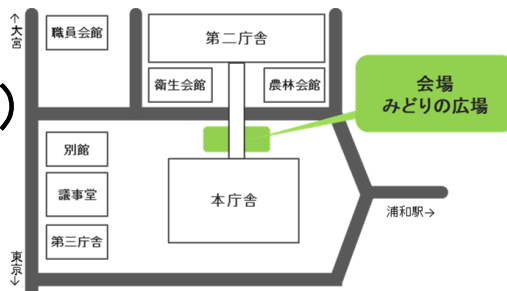 ↑大宮
職員会館
第二庁舎
衛生会館
農林会館
会場
みどりの広場
)
別館
議事堂
第三庁舎
本庁舎
浦和駅→
東京↓